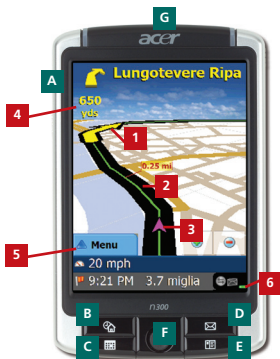 G
acer
A
Lungotevere Ripa
4
650
yds
1
0.25 mi
2
3
5
Menu
20 mph
9:21 PM 3.7 miglia
6
B
n300
D
C
F
E